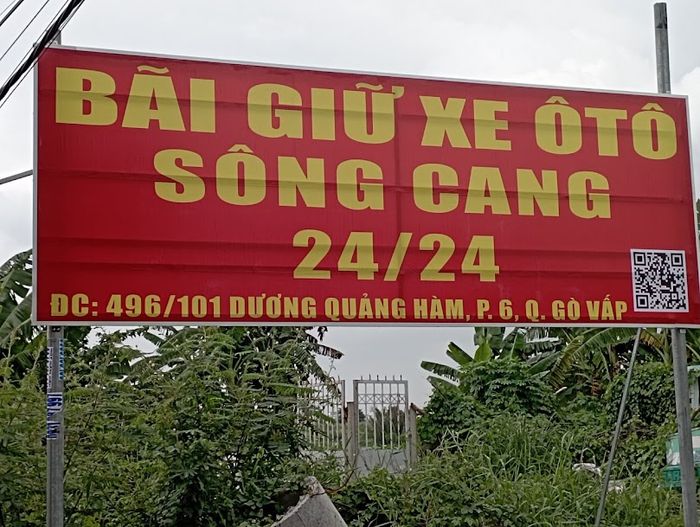 BÃI GIỮ XE ÔTÔ
SÔNG CANG
24/24
ĐC: 496/101 DƯƠNG QUẢNG HÀM, P. 6, Q. GÒ VẤP